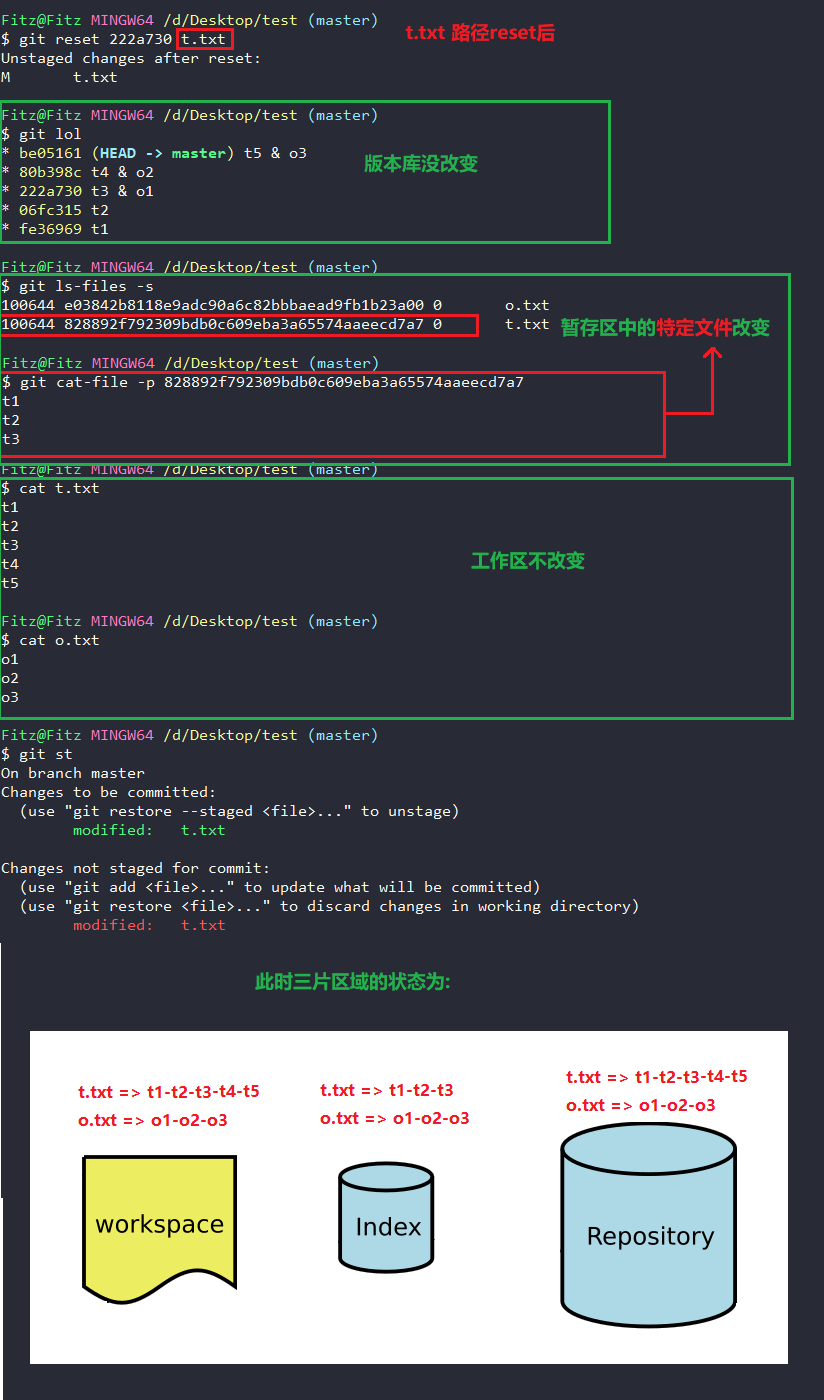 Fitz@Fitz MINGW64 /d/Desktop/test (master)
$ git reset 222a730 t.txt
t.txt 路径reset后
Unstaged changes after reset:
M       t.txt
Fitz@Fitz MINGW64 /d/Desktop/test (master)
$ git lol
* be05161 (HEAD -> master) t5 & o3
* 80b398c t4 & o2
* 222a730 t3 & o1
* 06fc315 t2
* fe36969 t1
版本库没改变
Fitz@Fitz MINGW64 /d/Desktop/test (master)
$ git ls-files -s
100644 e03842b8118e9adc90a6c82bbbaead9fb1b23a00 0       o.txt
100644 828892f792309bdb0c609eba3a65574aaeecd7a7 0       t.txt
暂存区中的特定文件改变
Fitz@Fitz MINGW64 /d/Desktop/test (master)
$ git cat-file -p 828892f792309bdb0c609eba3a65574aaeecd7a7
t1
t2
t3
Fitz@Fitz MINGW64 /d/Desktop/test (master)
$ cat t.txt
t1
t2
t3
t4
t5
工作区不改变
Fitz@Fitz MINGW64 /d/Desktop/test (master)
$ cat o.txt
o1
o2
o3
Fitz@Fitz MINGW64 /d/Desktop/test (master)
$ git st
On branch master
Changes to be committed:
  (use "git restore --staged <file>..." to unstage)
        modified:   t.txt
Changes not staged for commit:
  (use "git add <file>..." to update what will be committed)
  (use "git restore <file>..." to discard changes in working directory)
        modified:   t.txt
此时三片区域的状态为:
t.txt => t1-t2-t3-t4-t5
o.txt => o1-o2-o3
workspace
t.txt => t1-t2-t3
o.txt => o1-o2-o3
Index
t.txt => t1-t2-t3-t4-t5
o.txt => o1-o2-o3
Repository